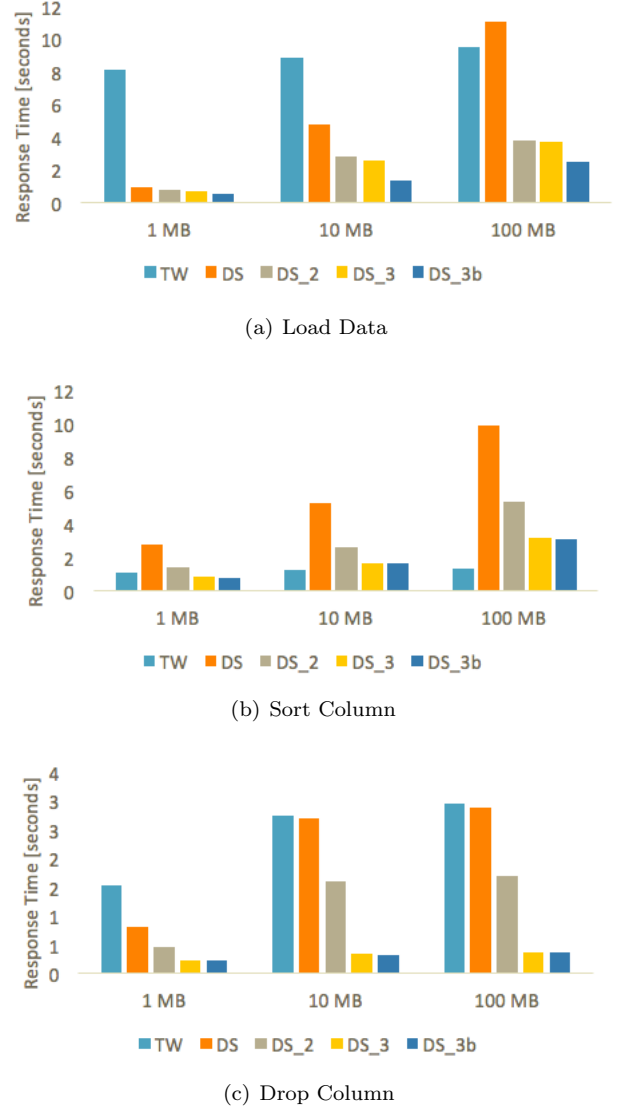 Response Time [seconds]
12
10
8
6
4
2
0
1 MB 10 MB 100 MB
TW DS DS_2 DS_3 DS_3b
(a) Load Data
Response Time [seconds]
12
10
8
6
4
2
0
1 MB 10 MB 100 MB
TW DS DS_2 DS_3 DS_3b
(b) Sort Column
Response Time [seconds]
4
3
3
2
2
1
1
0
1 MB 10 MB 100 MB
TW DS DS_2 DS_3 DS_3b
(c) Drop Column